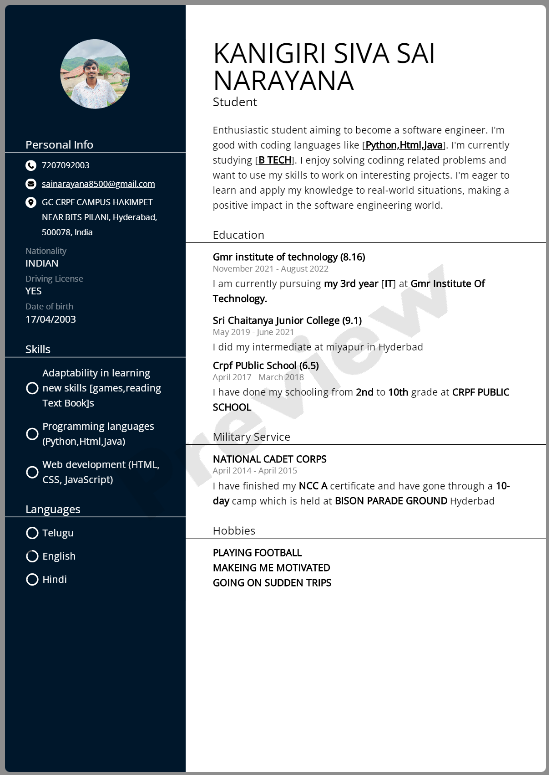 KANIGIRI SIVA SAI
NARAYANA
Student
Enthusiastic student aiming to become a software engineer. I'm
good with coding languages like [Python,Html,Java]. I'm currently
studying [B TECH]. I enjoy solving codinng related problems and
want to use my skills to work on interesting projects. I'm eager to
learn and apply my knowledge to real-world situations, making a
positive impact in the software engineering world.
Personal Info
7207092003
sainarayana8500@gmail.com
GC CRPF CAMPUS HAKIMPET
NEAR BITS PILANI, Hyderabad,
500078, India
Nationality
INDIAN
Driving License
YES
Date of birth
17/04/2003
Skills
Adaptability in learning
new skills [games,reading
Text Book]s
Programming languages
(Python,Html,Java)
Web development (HTML,
CSS, JavaScript)
Languages
Telugu
English
Hindi
Education
Gmr institute of technology (8.16)
November 2021 - August 2022
I am currently pursuing my 3rd year [IT] at Gmr Institute Of
Technology.
Sri Chaitanya Junior College (9.1)
May 2019 - June 2021
I did my intermediate at miyapur in Hyderbad
Crpf PUblic School (6.5)
April 2017 - March 2018
I have done my schooling from 2nd to 10th grade at CRPF PUBLIC
SCHOOL
Military Service
NATIONAL CADET CORPS
April 2014 - April 2015
I have finished my NCC A certificate and have gone through a 10-
day camp which is held at BISON PARADE GROUND Hyderbad
Hobbies
PLAYING FOOTBALL
MAKEING ME MOTIVATED
GOING ON SUDDEN TRIPS
Preview